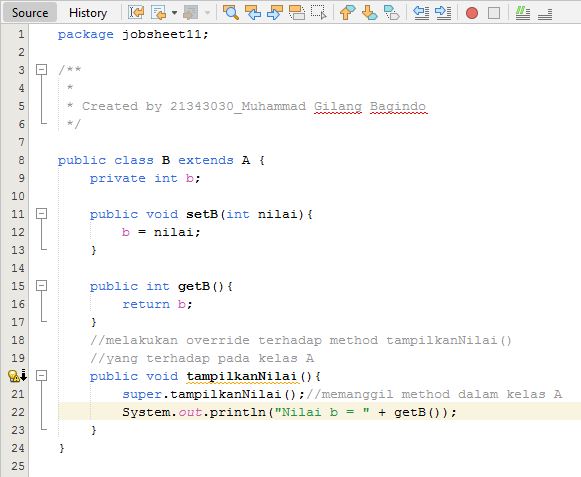 Source History
1 package jobsheet11;
2
3 /**
4 *
5 * Created by 21343030_Muhammad Gilang Bagindo
6 */
7
8 public class B extends A {
9 private int b;
10
11 public void setB(int nilai){
12 b = nilai;
13 }
14
15 public int getB(){
16 return b;
17 }
18 //melakukan override terhadap method tampilkanNilai()
19 //yang terhadap pada kelas A
public void tampilkanNilai(){
21 super.tampilkanNilai();//memanggil method dalam kelas A
22 System.out.println("Nilai b = " + getB());
23 }
24 }
25